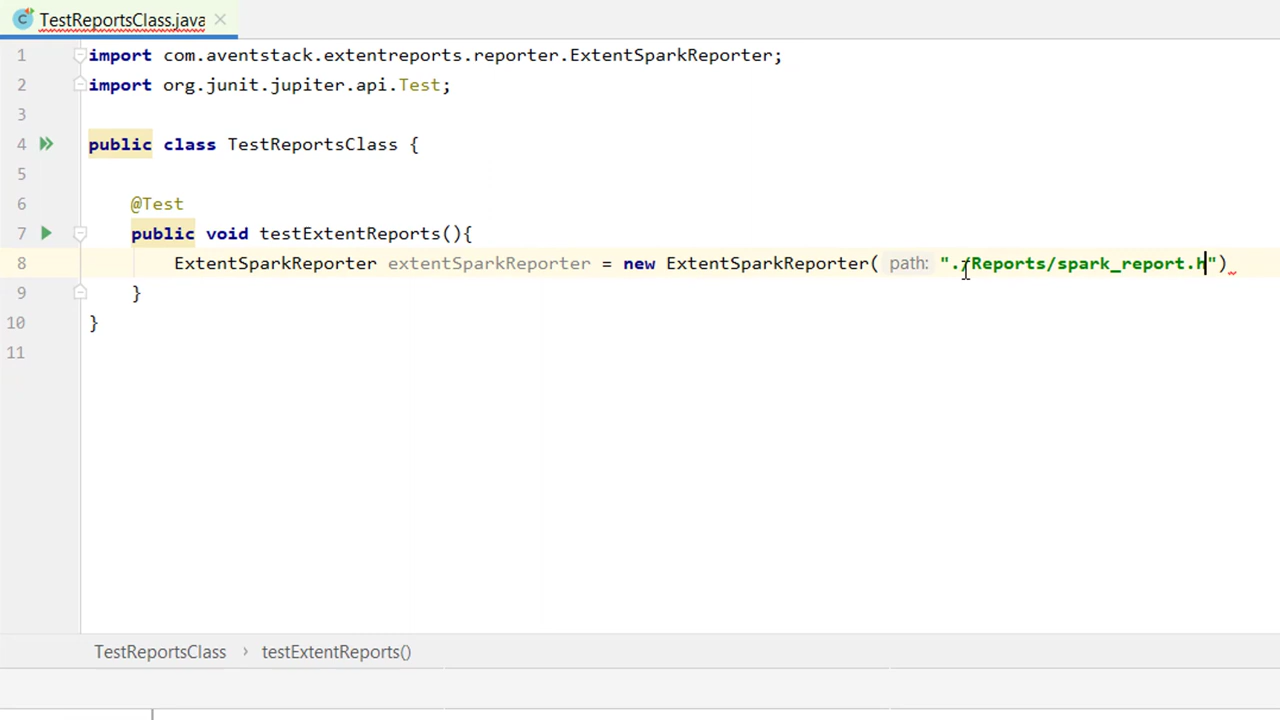 TestReportsClass.java
1 import com.aventstack.extentreports.reporter.ExtentSparkReporter;
2 import org.junit.jupiter.api.Test;
3
4 public class TestReportsClass {
5
6 @Test
7 public void testExtentReports(){
8 ExtentSparkReporter extentSparkReporter = new ExtentSparkReporter( path: "./Reports/spark_report.h")
9 }
10 }
11
TestReportsClass › testExtentReports()